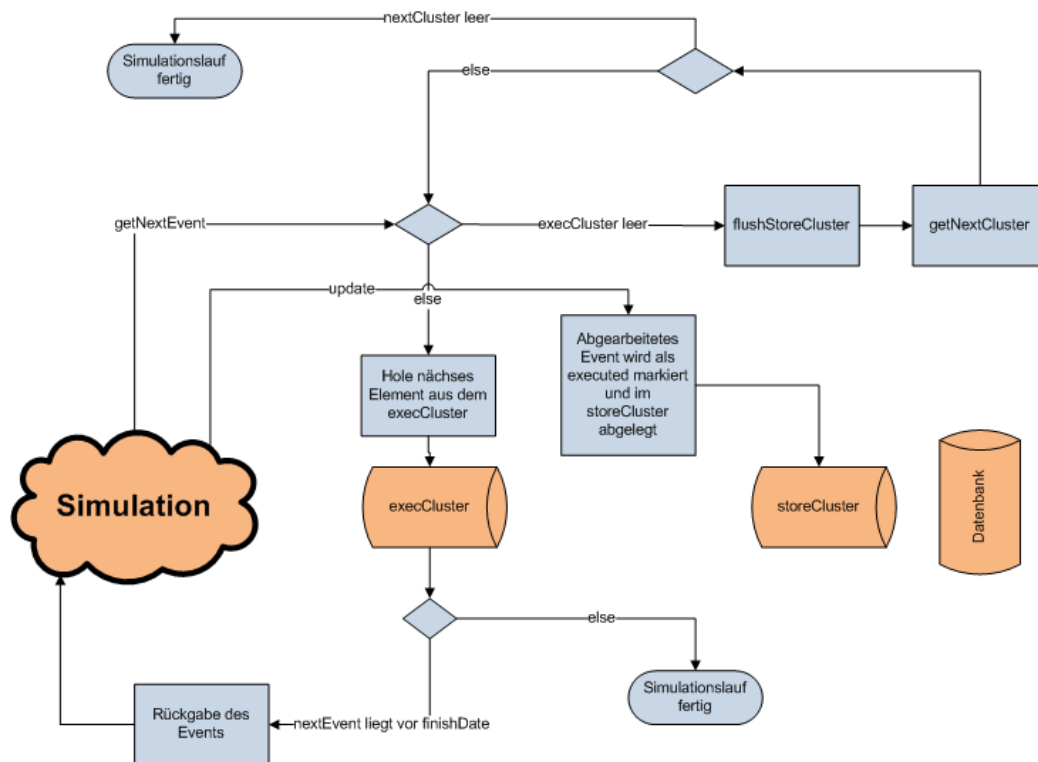 nextCluster leer
Simulationslauf
fertig
else
getNextEvent
execCluster leer
flushStoreCluster
getNextCluster
update
else
Abgearbeitetes
Event wird als
executed markiert
und im
storeCluster
abgelegt
Hole nächses
Element aus dem
execCluster
Simulation
execCluster
storeCluster
Datenbank
else
Simulationslauf
fertig
Rückgabe des
Events
nextEvent liegt vor finishDate